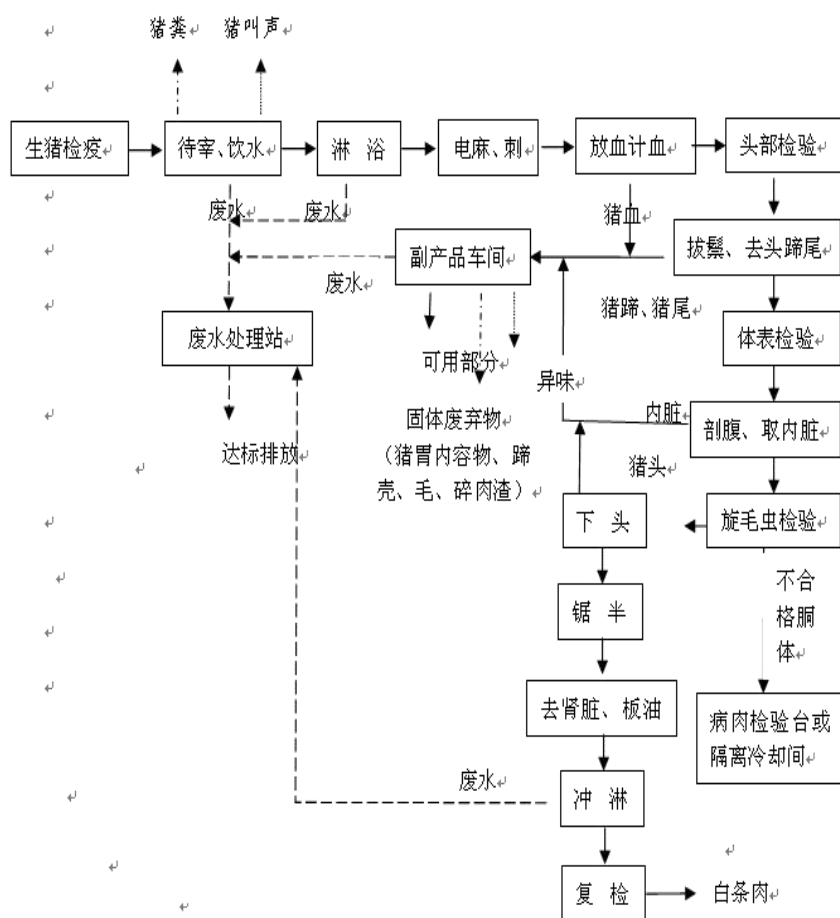 猪粪
猪叫声
生猪检疫
待宰、饮水
淋 浴
电麻、刺
放血计血
头部检验
废水
废水
猪血
拔鬃、去头蹄尾
副产品车间
废水
猪蹄、猪尾
废水处理站
体表检验
可用部分
异味
内脏
固体废弃物
(猪胃内容物、蹄
壳、毛、碎肉渣)
剖腹、取内脏
达标排放
猪头
下 头
旋毛虫检验
不合
格胴
体
锯 半
去肾脏、板油
病肉检验台或
隔离冷却间
废水
冲 淋
复 检
白条肉